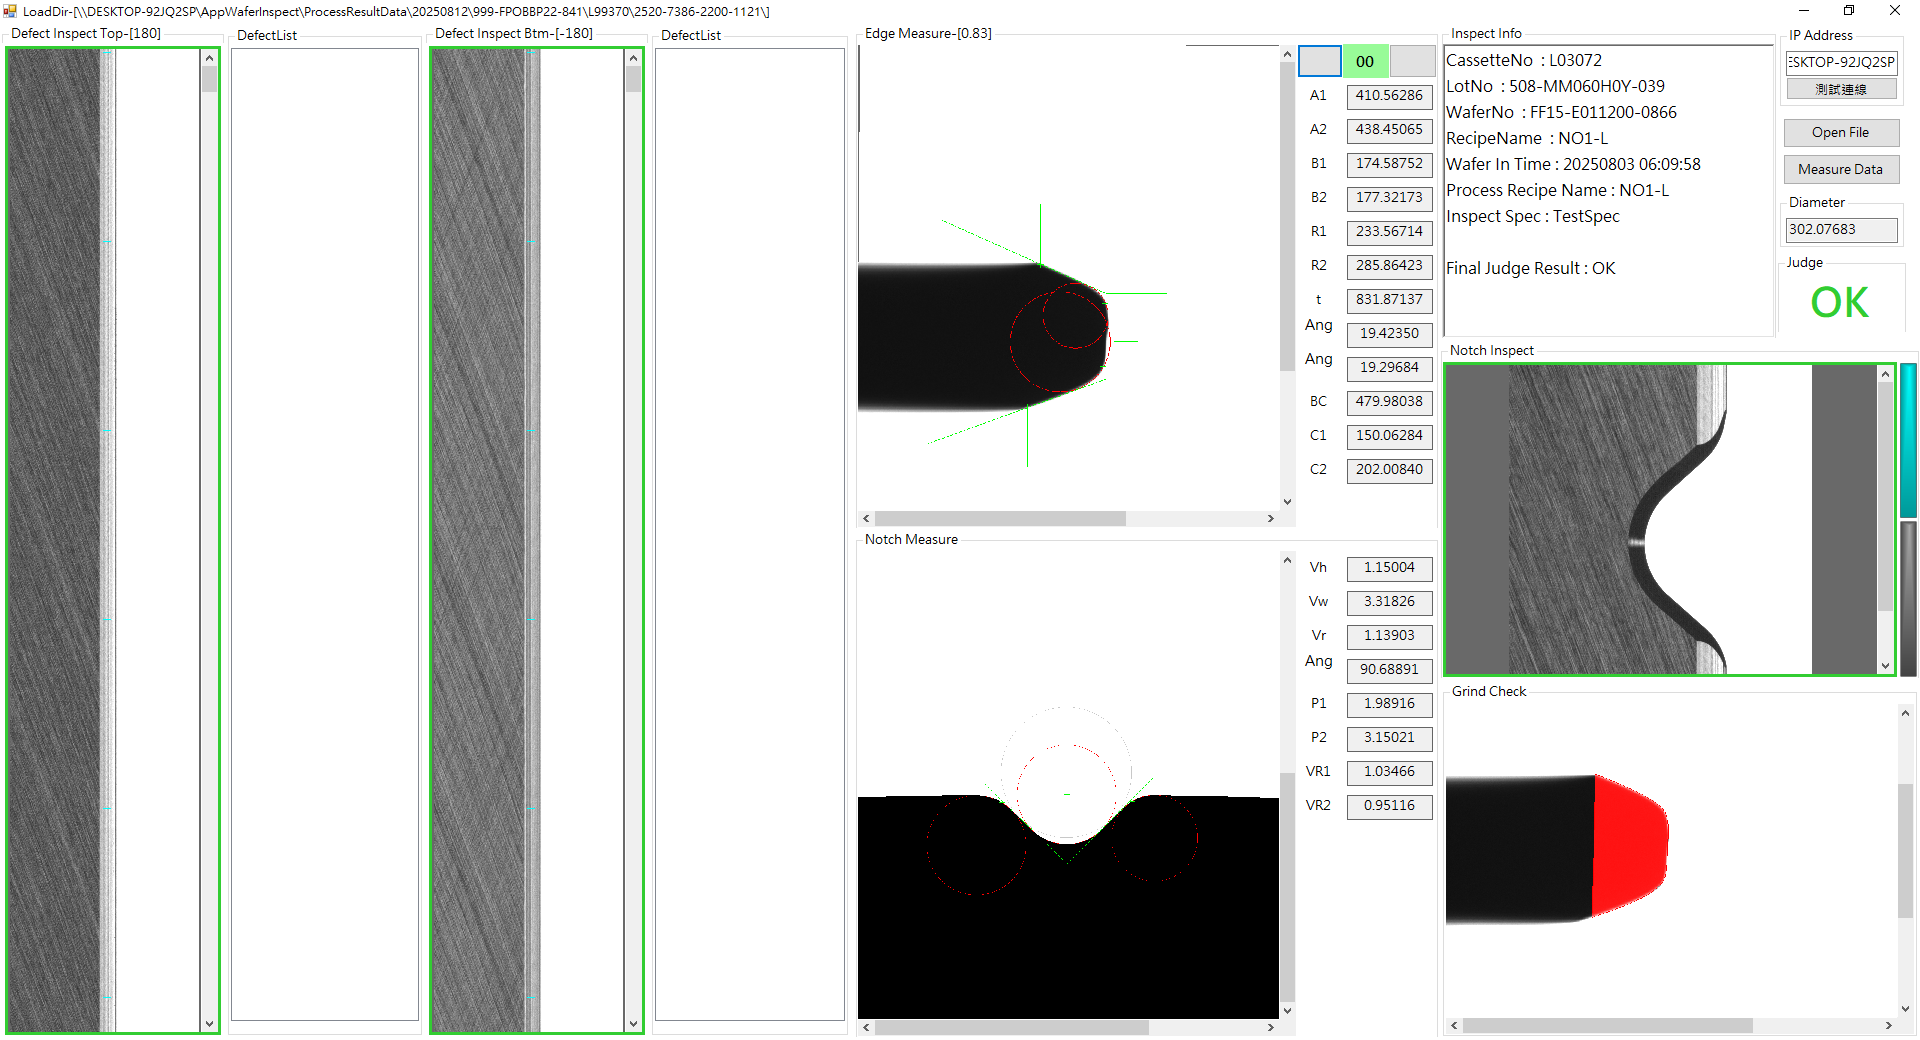 LoadDir-[\\DESKTOP-92JQ2SP\AppWaferInspect\ProcessResultData\20250812\999-FPOBBP22-841\L99370\2520-7386-2200-1121\]
Defect Inspect Top-[180]
DefectList
Defect Inspect Btm-[-180]
DefectList
Edge Measure-[0.83]
00
A1 410.56286
A2 438.45065
B1 174.58752
B2 177.32173
R1 233.56714
R2 285.86423
t 831.87137
Ang 19.42350
Ang 19.29684
BC 479.98038
C1 150.06284
C2 202.00840
Notch Measure
Vh 1.15004
Vw 3.31826
Vr 1.13903
Ang 90.68891
P1 1.98916
P2 3.15021
VR1 1.03466
VR2 0.95116
Inspect Info
CassetteNo : L03072
LotNo : 508-MM060H0Y-039
WaferNo : FF15-E011200-0866
RecipeName : NO1-L
Wafer In Time : 20250803 06:09:58
Process Recipe Name : NO1-L
Inspect Spec : TestSpec
Final Judge Result : OK
IP Address
ESKTOP-92JQ2SP
測試連線
Open File
Measure Data
Diameter
302.07683
Judge
OK
Notch Inspect
Grind Check